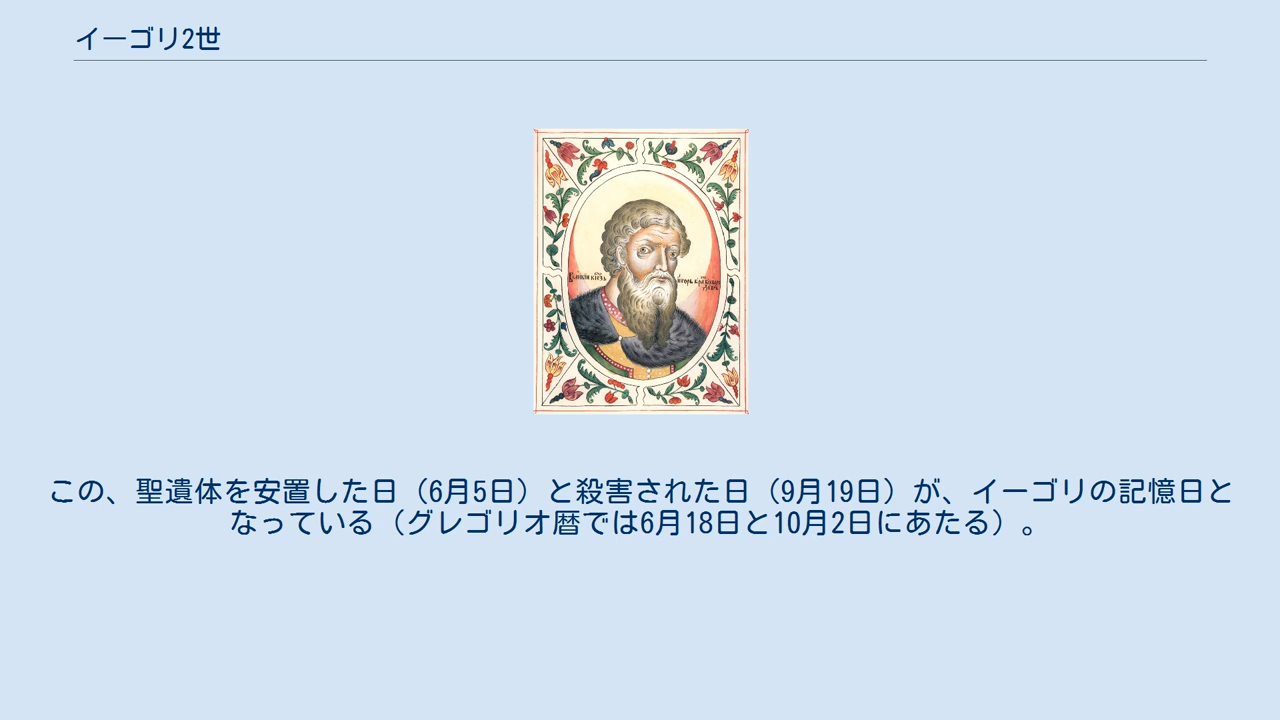 イーゴリ2世
この、聖遺体を安置した日（6月5日）と殺害された日（9月19日）が、イーゴリの記憶日と
なっている（グレゴリオ暦では6月18日と10月2日にあたる）。